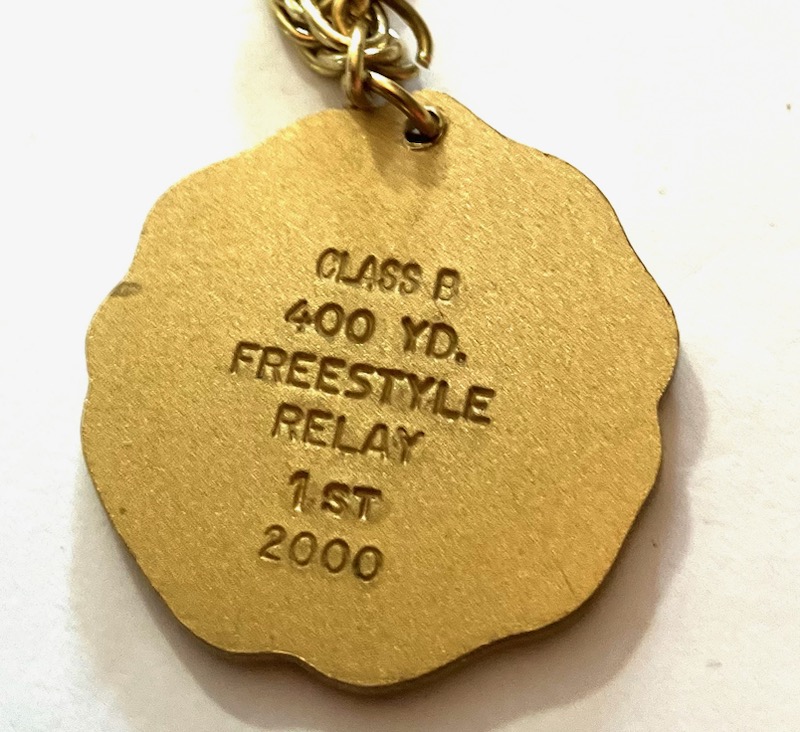 CLASS B
400 YD.
FREESTYLE
RELAY
1ST
2000